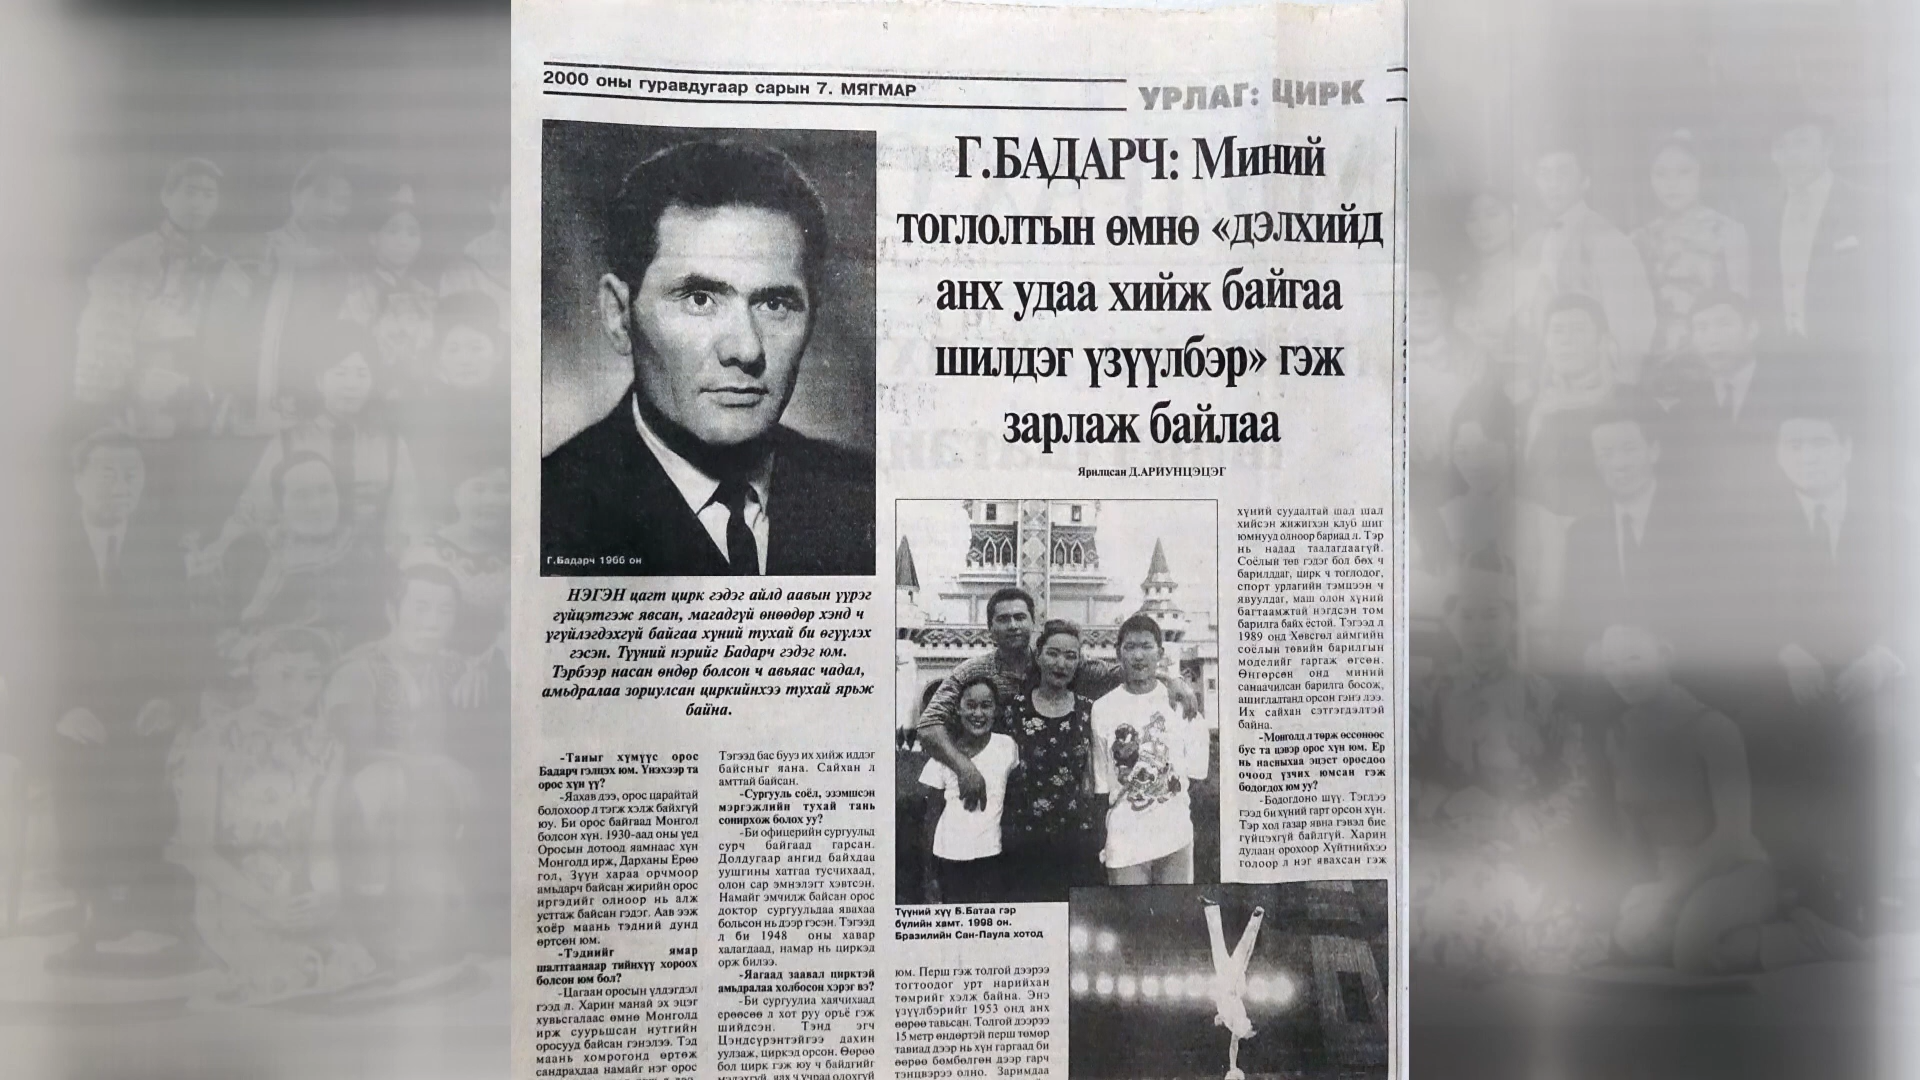 2000 оны гуравдугаар сарын 7. МЯГМАР
УРЛАГ: ЦИРК
Г.БАДАРЧ: Миний
тоглолтын өмнө «дэлхийд
анх удаа хийж байгаа
шилдэг үзүүлбэр» гэж
зарлаж байлаа
Ярилцсан Д.АРИУНЦЭЦЭГ
Г.Бадарч 1966 он
НЭГЭН цагт цирк гэдэг айлд аавын үүрэг
гүйцэтгэж явсан, магадгүй өнөөдөр хэнд ч
үгүйлэгдэхгүй байгаа хүний тухай би өгүүлэх
гэсэн. Түүний нэрийг Бадарч гэдэг юм.
Тэрбээр насан өндөр болсон ч авьяас чадал,
амьдралаа зориулсан циркийнхээ тухай ярьж
байна.
-Таныг хүмүүс орос
Бадарч гэлцэх юм. Үнэхээр та
орос хүн үү?
-Яахав дээ, орос царайтай
болохоор л тэгж хэлж байхгүй
юу. Би орос байгаад Монгол
болсон хүн. 1930-аад оны үед
Оросын дотоод яамнаас хүн
Монголд ирж, Дарханы Ерөө
гол, Зүүн хараа орчмоор
амьдарч байсан жирийн орос
иргэдийг олноор нь алж
устгаж байсан гэдэг. Аав ээж
хоёр маань тэдний дунд
өртсөн юм.
-Тэднийг ямар
шалтгаанаар тийнхүү хороох
болсон юм бол?
-Цагаан оросын үлдэгдэл
гээд л. Харин манай эх эцэг
хувьсгалаас өмнө Монголд
ирж суурьшсан нутгийн
оросууд байсан гэнэлээ. Тэд
маань хомрогонд өртөж
сандрахдаа намайг нэг орос
Тэгээд бас бууз их хийж иддэг
байсныг яана. Сайхан л
амттай байсан.
-Сургууль соёл, эзэмшсэн
мэргэжлийн тухай тань
сонирхож болох уу?
-Би офицерийн сургуульд
сурч байгаад гарсан.
Долдугаар ангид байхдаа
уушгины хатгаа тусчихаад,
олон сар эмнэлэгт хэвтсэн.
Намайг эмчилж байсан орос
доктор сургуульдаа явахаа
больсон нь дээр гэсэн. Тэгээд
л би 1948 оны хавар
халагдаад, намар нь циркэд
орж билээ.
-Яагаад заавал цирктэй
амьдралаа холбосон хэрэг вэ?
-Би сургуулиа хаячихаад
ерөөсөө л хот руу оръё гэж
шийдсэн. Тэнд эгч
Цэндсүрэнтэйгээ дахин
уулзаж, циркэд орсон. Өөрөө
бол цирк гэж юу ч байдгийг
Түүний хүү Б.Батаа гэр
бүлийн хамт. 1998 он.
Бразилийн Сан-Паула хотод
юм. Перш гэж толгой дээрээ
тогтоодог урт нарийхан
төмрийг хэлж байна. Энэ
үзүүлбэрийг 1953 онд анх
өөрөө тавьсан. Толгой дээрээ
15 метр өндөртэй перш төмөр
тавиад дээр нь хүн гаргаад би
өөрөө бөмбөлгөн дээр гарч
тэнцвэрээ олно. Заримдаа
хүний суудалтай шал шал
хийсэн жижигхэн клуб шиг
юмнууд олноор бариад л. Тэр
нь надад таалагдаагүй.
Соёлын төв гэдэг бол бөх ч
барилддаг, цирк ч тоглодог,
спорт урлагийн тэмцээн ч
явуулдаг, маш олон хүний
багтаамжтай нэгдсэн том
барилга байх ёстой. Тэгээд л
1989 онд Хөвсгөл аймгийн
соёлын төвийн барилгын
моделийг гаргаж өгсөн.
Өнгөрсөн онд миний
санаачилсан барилга босож,
ашиглалтанд орсон гэнэ лээ.
Их сайхан сэтгэгдэлтэй
байна.
-Монголд л төрж өссөнөөс
бус та цэвэр орос хүн юм. Ер
нь насныхаа эцэст оросдоо
очоод үзчих юмсан гэж
бодогдох юм уу?
-Бодогдоно шүү. Тэглээ
гээд би хүний гарт орсон хүн.
Тэр хол газар явна гэвэл бие
гүйцэхгүй байлгүй. Харин
дулаан орохоор Хүйтнийхээ
голоор л нэг явахсан гэж